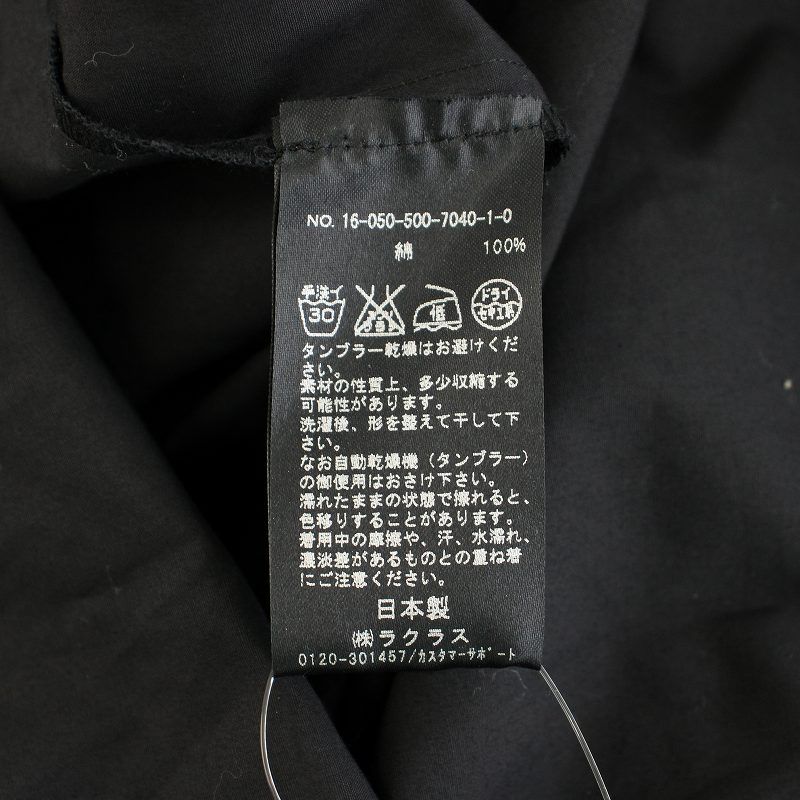 NO. 16-050-500-7040-1-0
綿 100%
手洗イ
30
エンソサラシ
低
ドライ
セキユ系
タンブラー乾燥はお避けくだ
さい。
素材の性質上、多少収縮する
可能性があります。
洗濯後、形を整えて干して下
さい。
なお自動乾燥機（タンブラー）
の御使用はおさけ下さい。
濡れたままの状態で擦れると、
色移りすることがあります。
着用中の摩擦や、汗、水濡れ、
濃淡差があるものとの重ね着
にご注意ください。
日本製
㈱ラクラス
0120-301457/ｶｽﾀﾏｰｻﾎﾟｰﾄ